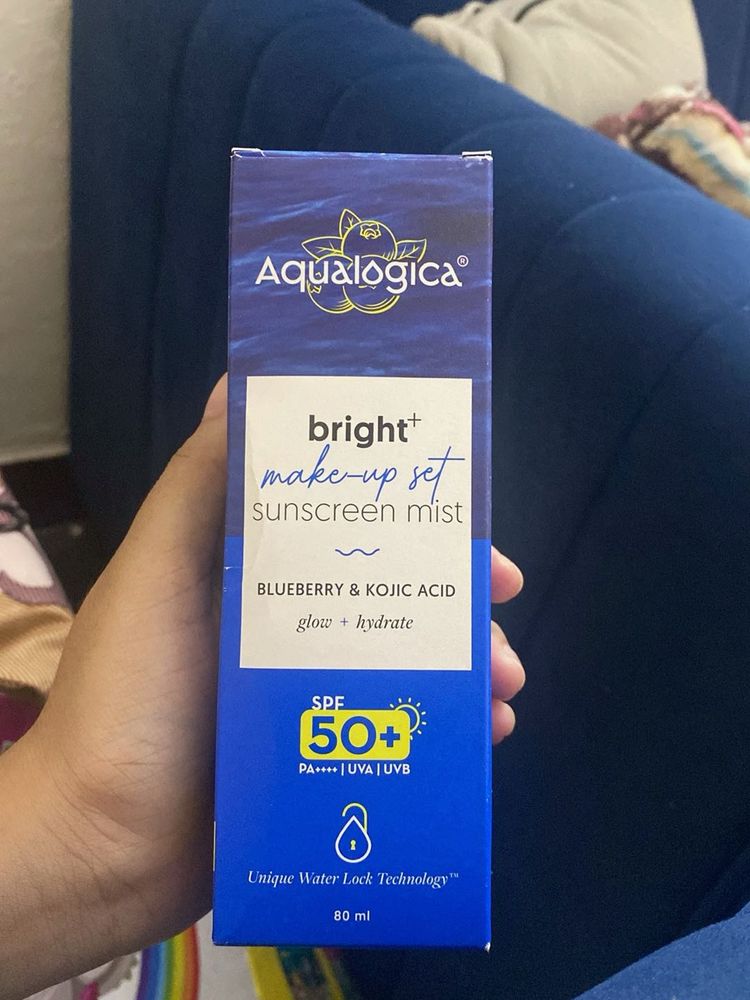 Aqualogica®
bright+
make-up set
sunscreen mist
BLUEBERRY & KOJIC ACID
glow + hydrate
SPF
50+
PA++++ | UVA | UVB
Unique Water Lock Technology™
80 ml